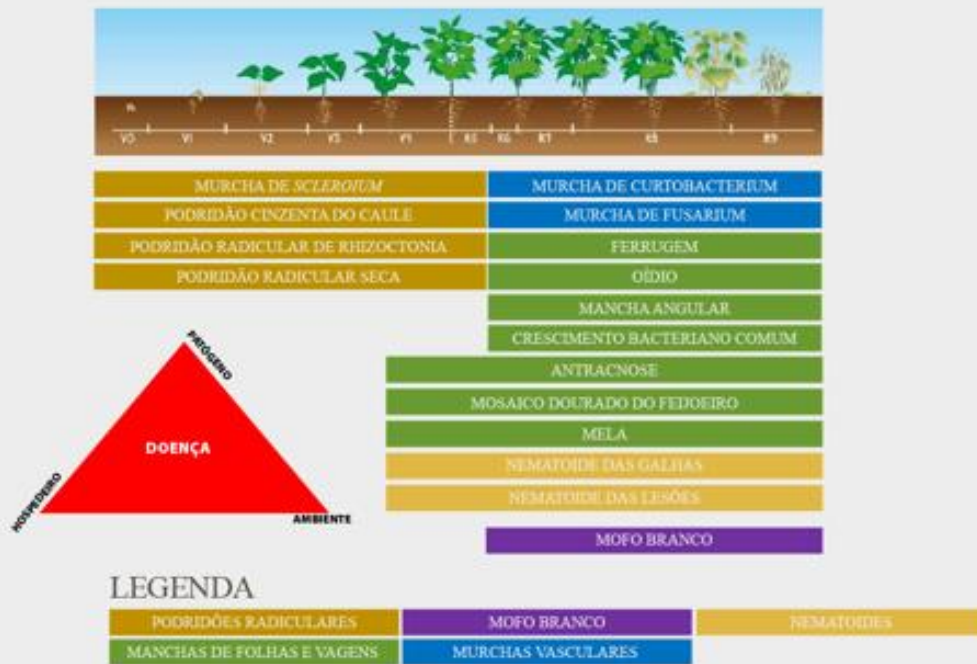 V0 V1 V2 V3 V4 R5 R6 R7 R8 R9
MURCHA DE SCLEROIUM
MURCHA DE CURTOBACTERIUM
PODRIDÃO CINZENTA DO CAULE
MURCHA DE FUSARIUM
PODRIDÃO RADICULAR DE RHIZOCTONIA
FERRUGEM
PODRIDÃO RADICULAR SECA
OÍDIO
MANCHA ANGULAR
CRESCIMENTO BACTERIANO COMUM
ANTRACNOSE
MOSAICO DOURADO DO FEDOEIRO
MELA
NEMATOIDE DAS GALHAS
NEMATOIDE DAS LESÕES
MOFO BRANCO
PATÓGENO
DOENÇA
HOSPEDEIRO
AMBIENTE
LEGENDA
PODRIDÕES RADICULARES
MOFO BRANCO
NEMATOIDES
MANCHAS DE FOLHAS E VAGENS
MURCHAS VASCULARES